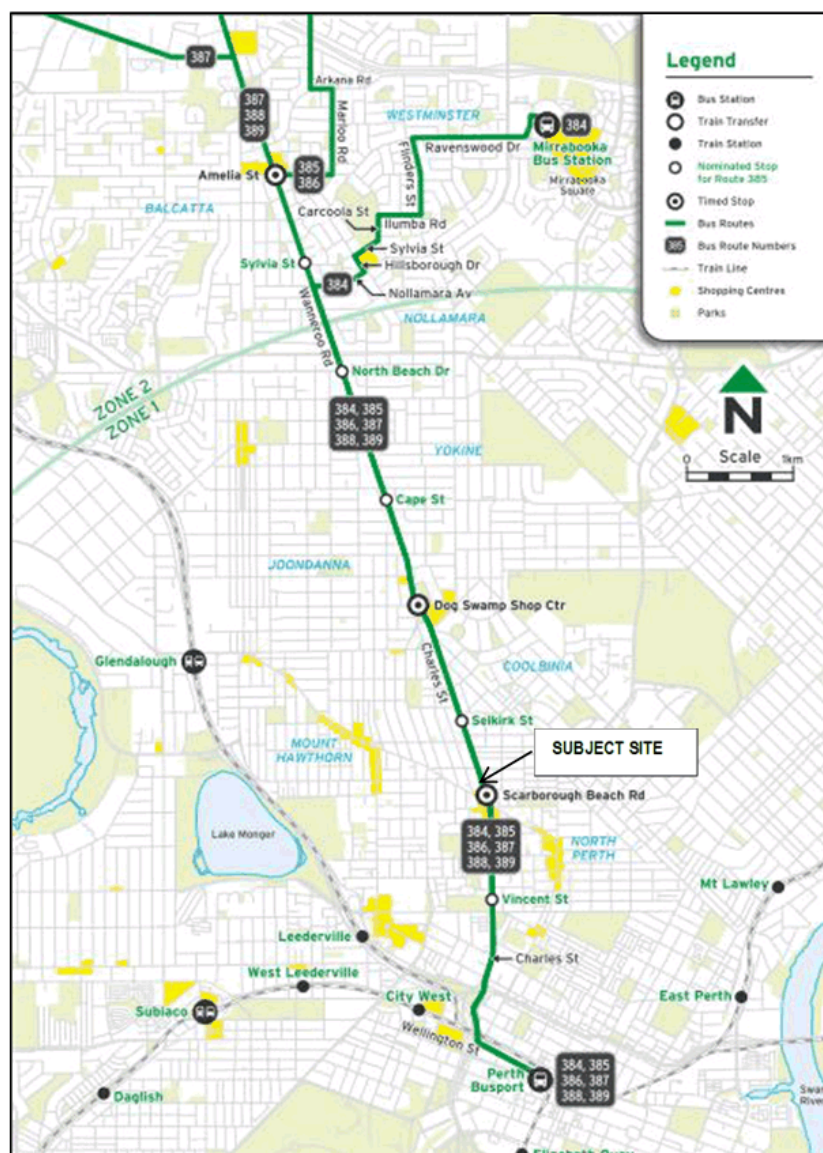 387
387
388
389
Arkana Rd
Marloo Rd
WESTMINSTER
384
Ravenswood Dr
Mirrabooka
Bus Station
Flinders St
Mirrabooka
Square
Amelia St
385
386
BALCATTA
Carcoola St
Ilumba Rd
Sylvia St
Sylvia St
Hillsborough Dr
384
Nollamara Av
Wanneroo Rd
NOLLAMARA
North Beach Dr
ZONE 2
ZONE 1
384, 385
386, 387
388, 389
YOKINE
Cape St
JOONDANNA
Dog Swamp Shop Ctr
Glendalough
Charles St
COOLBINIA
Selkirk St
MOUNT
HAWTHORN
SUBJECT SITE
Scarborough Beach Rd
Lake Monger
384, 385
386, 387
388, 389
NORTH
PERTH
Mt Lawley
Vincent St
Leederville
Charles St
West Leederville
City West
East Perth
Subiaco
Wellington St
Perth
Busport
384, 385
386, 387
388, 389
Daglish
Swan
River
Elizabeth Quay
Legend
Bus Station
Train Transfer
Train Station
Nominated Stop
for Route 385
Timed Stop
Bus Routes
385
Bus Route Numbers
Train Line
Shopping Centres
Parks
N
Scale
0
1km